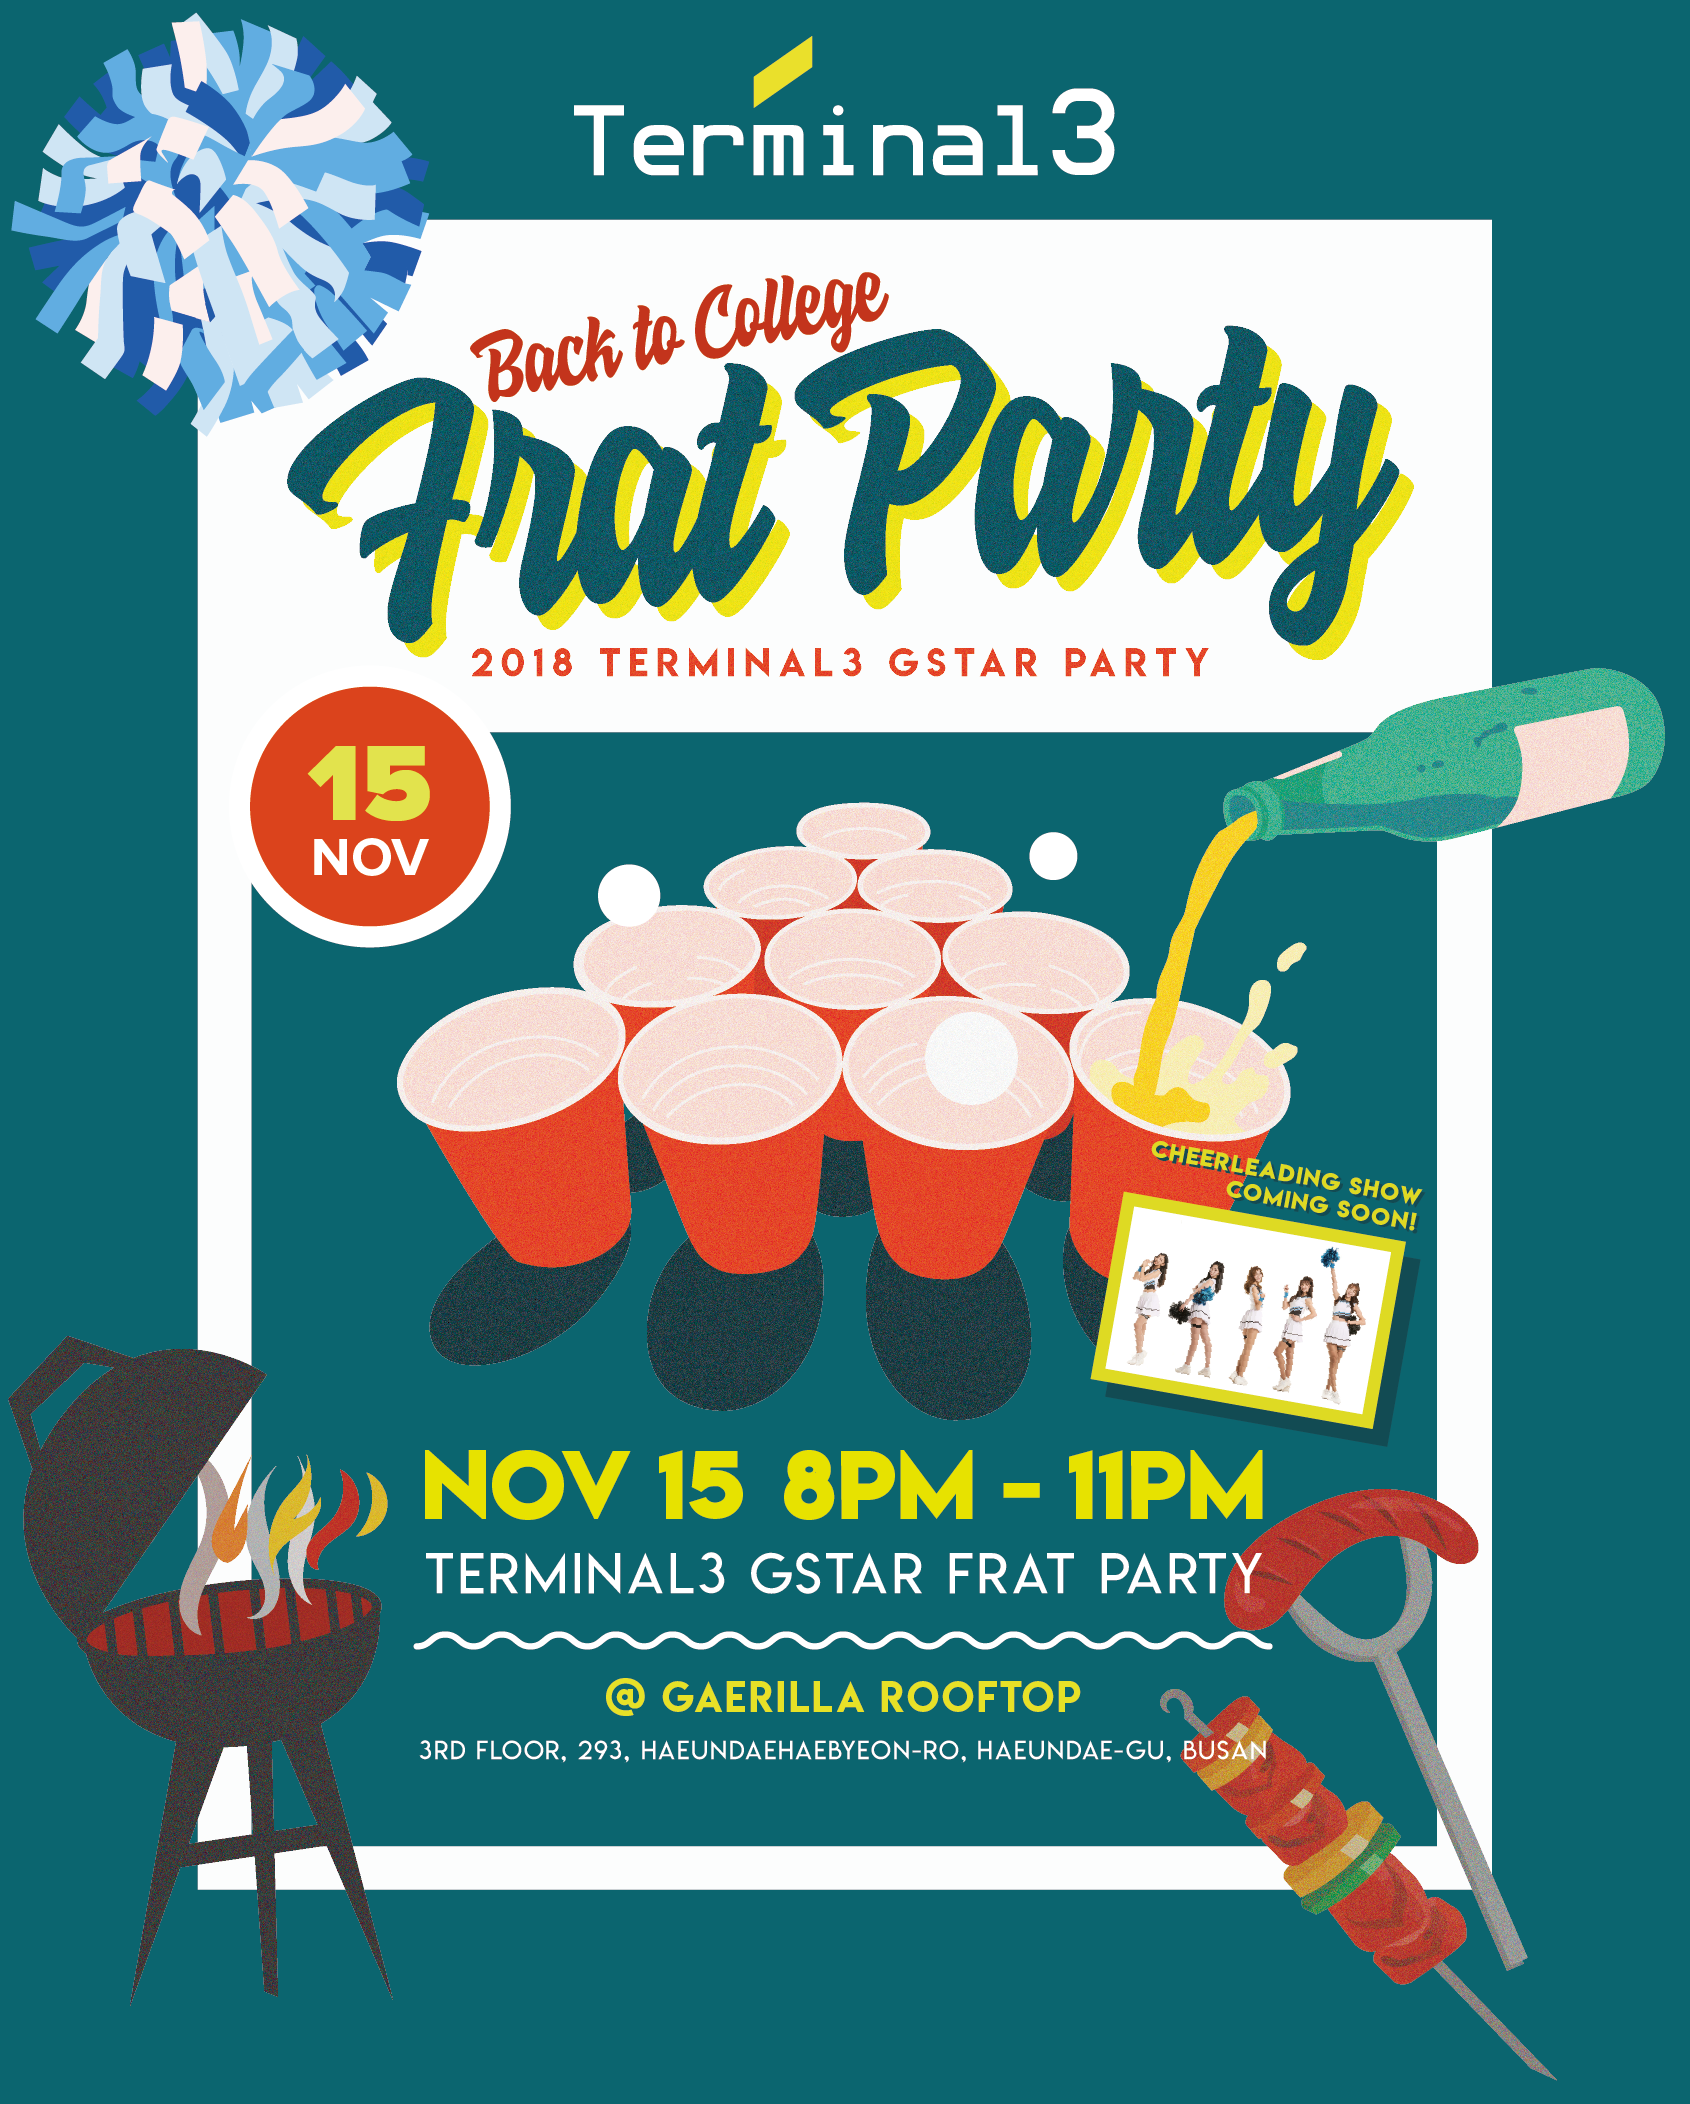 Terminal3
Back to College
Frat Party
2018 TERMINAL3 GSTAR PARTY
15
NOV
CHEERLEADING SHOW
COMING SOON!
NOV 15 8PM - 11PM
TERMINAL3 GSTAR FRAT PARTY
@ GAERILLA ROOFTOP
3RD FLOOR, 293, HAEUNDAEHAEBYEON-RO, HAEUNDAE-GU, BUSAN